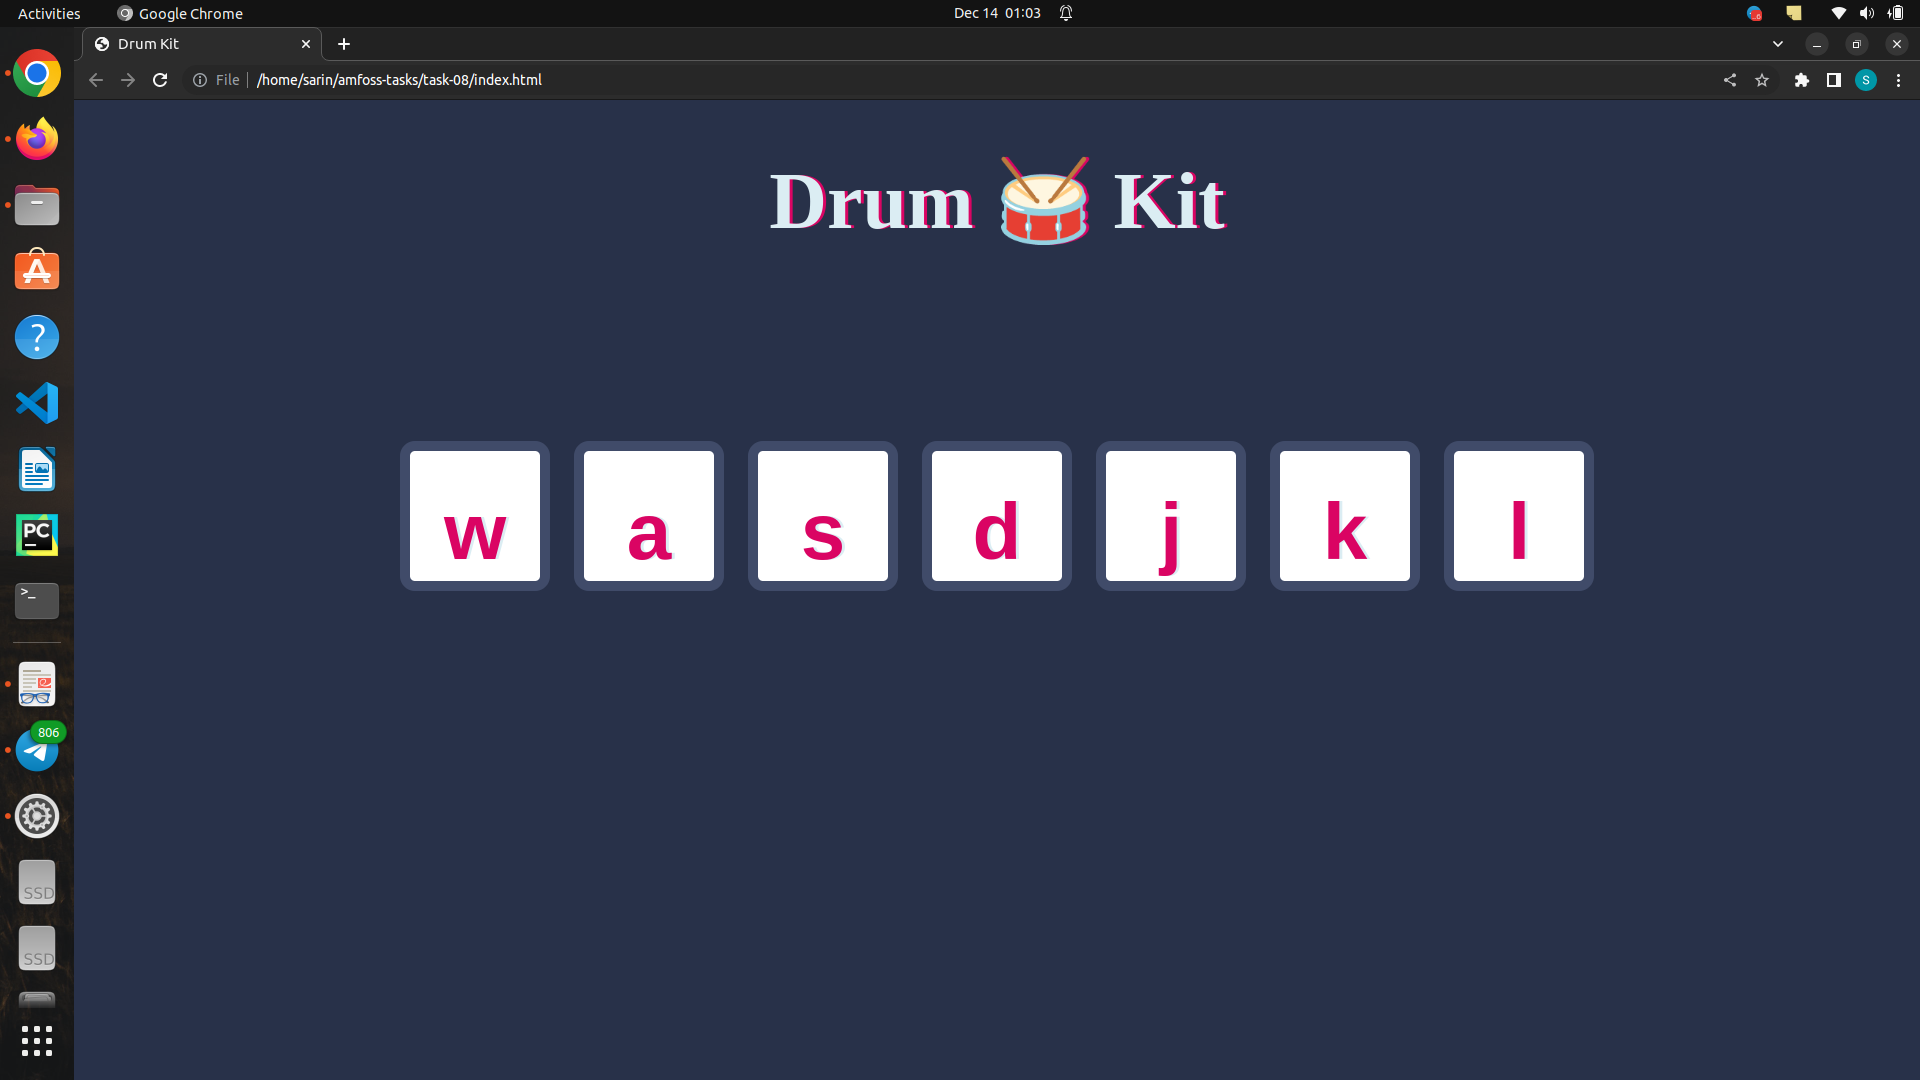 Activities Google Chrome Dec 14 01:03
Drum Kit
File /home/sarin/amfoss-tasks/task-08/index.html S
Drum 🥁 Kit
w a s d j k l
?
PC
>_
806
SSD
SSD